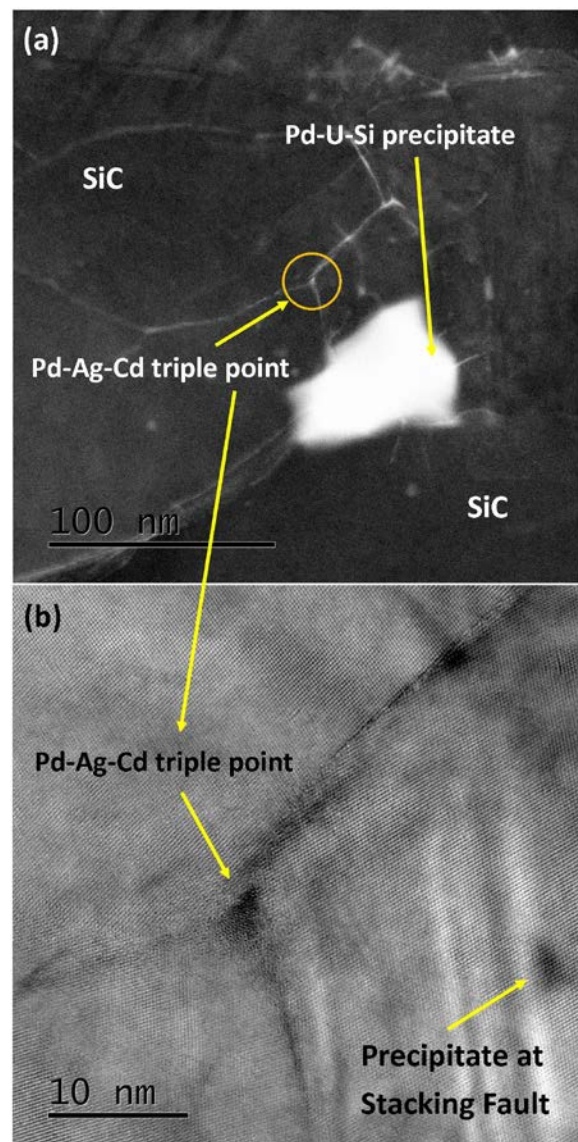 (a)
Pd-U-Si precipitate
SiC
Pd-Ag-Cd triple point
SiC
100 nm
(b)
Pd-Ag-Cd triple point
Precipitate at
Stacking Fault
10 nm